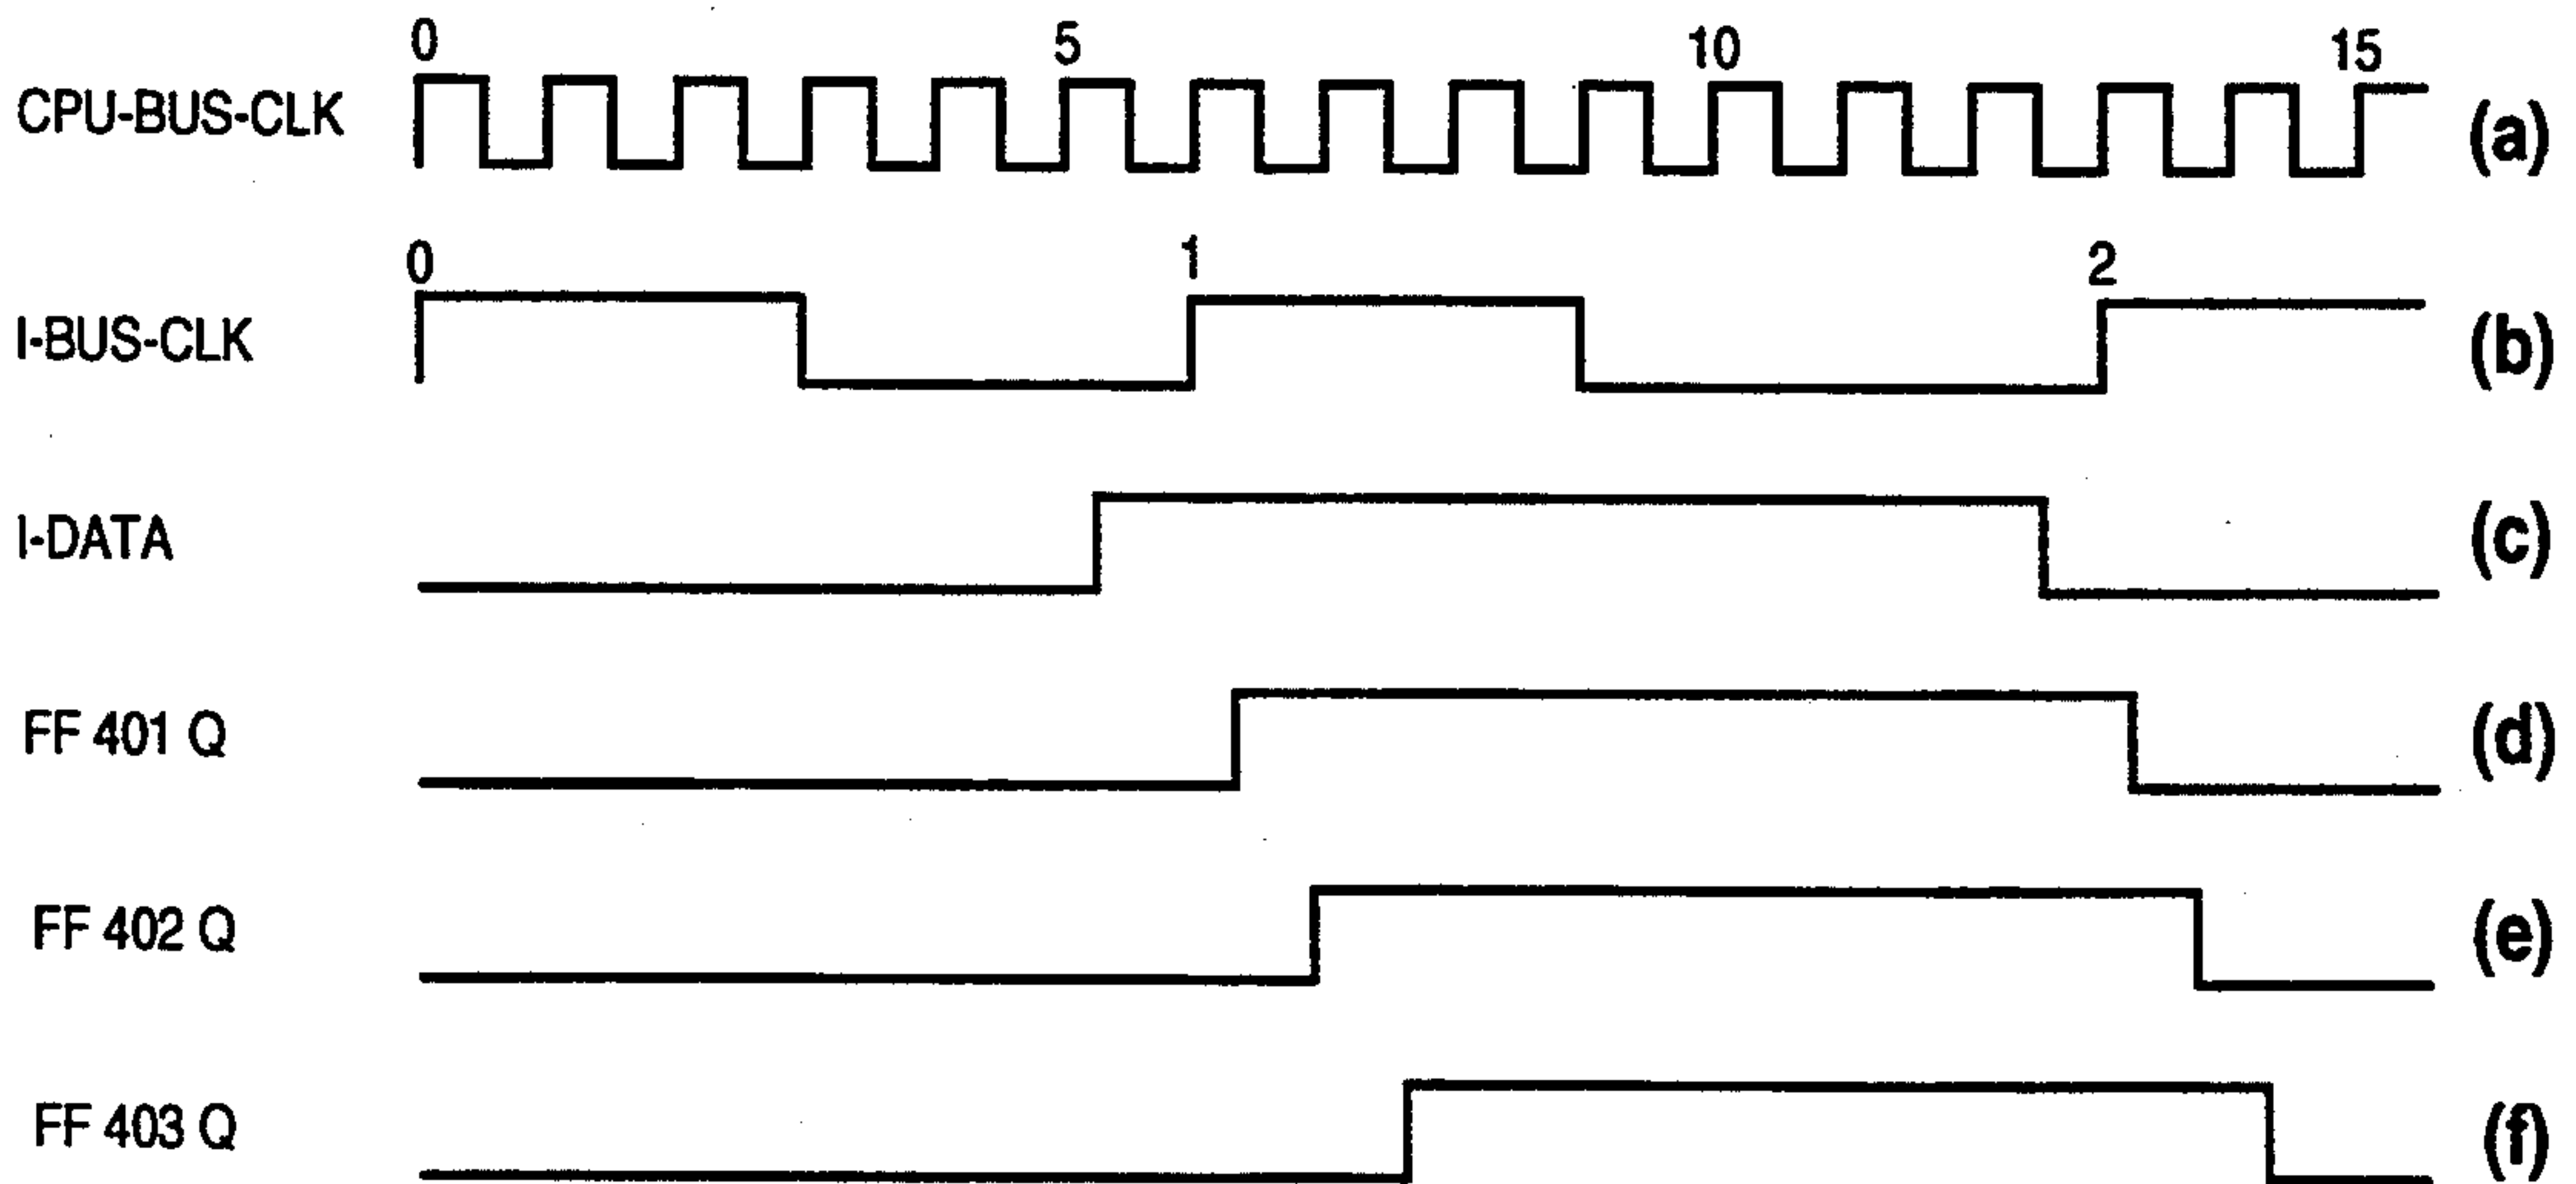 0 5 10 15
CPU-BUS-CLK (a)
0 1 2
I-BUS-CLK (b)
I-DATA (c)
FF 401 Q (d)
FF 402 Q (e)
FF 403 Q (f)